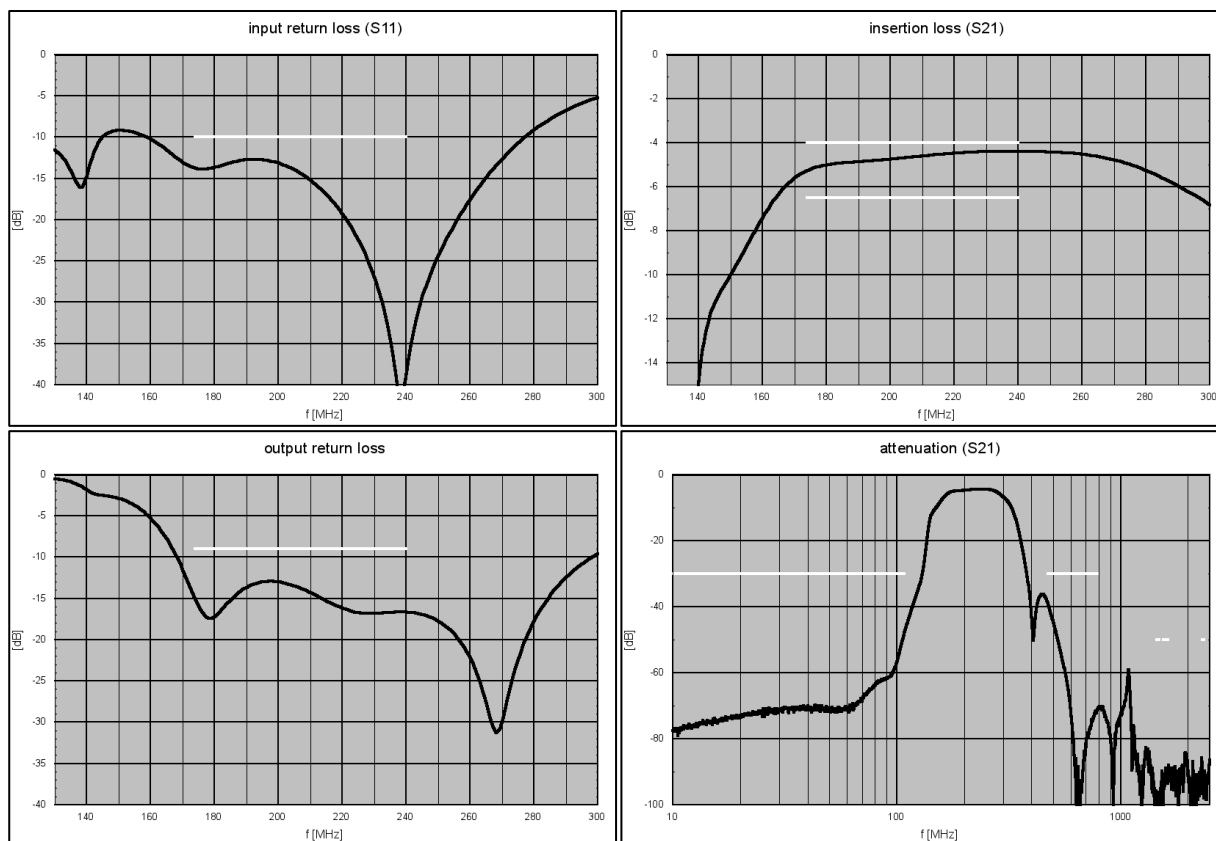 input return loss (S11)
0
-5
-10
-15
-20
-25
-30
-35
-40
[dB]
140 160 180 200 220 240 260 280 300
f [MHz]
insertion loss (S21)
0
-2
-4
-6
-8
-10
-12
-14
[dB]
140 160 180 200 220 240 260 280 300
f [MHz]
output return loss
0
-5
-10
-15
-20
-25
-30
-35
-40
[dB]
140 160 180 200 220 240 260 280 300
f [MHz]
attenuation (S21)
0
-20
-40
-60
-80
-100
[dB]
10 100 1000
f [MHz]